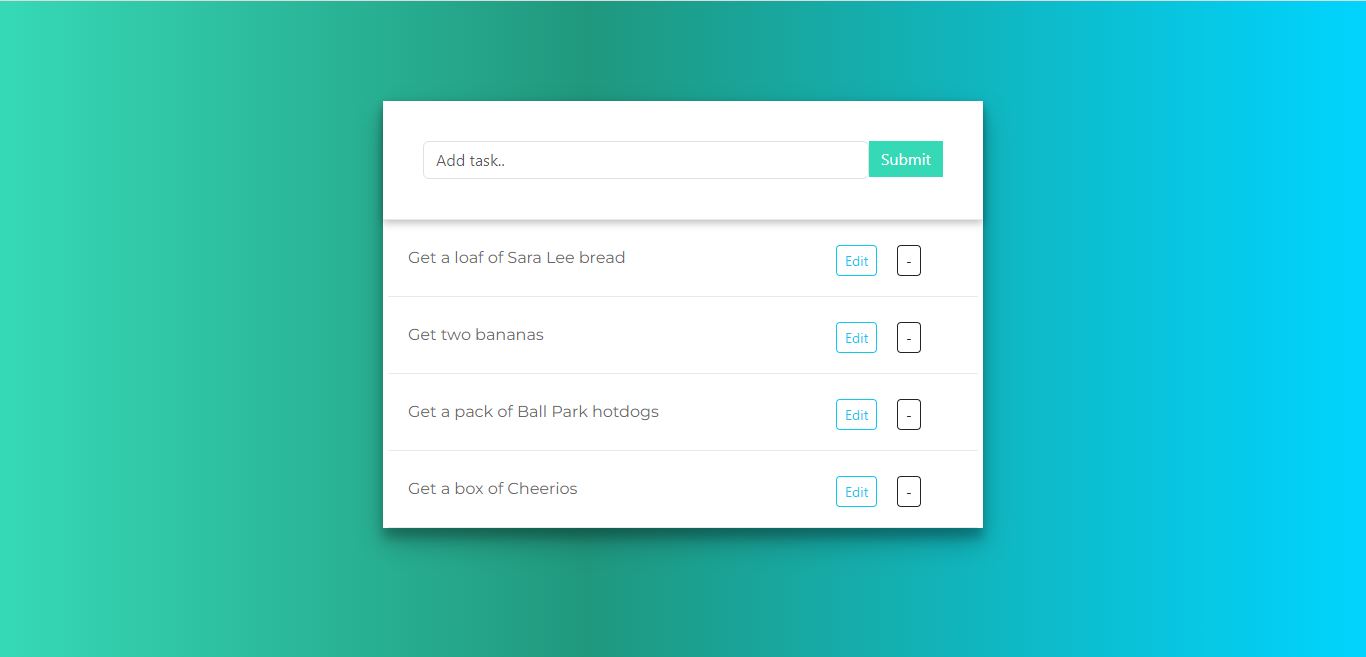 Add task..
Submit
Get a loaf of Sara Lee bread Edit -
Get two bananas Edit -
Get a pack of Ball Park hotdogs Edit -
Get a box of Cheerios Edit -